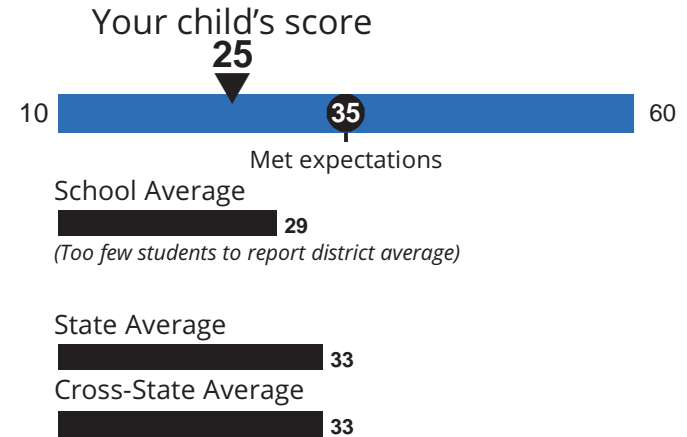 Your child's score
25
10 35 60
Met expectations
School Average
29
(Too few students to report district average)
State Average
33
Cross-State Average
33